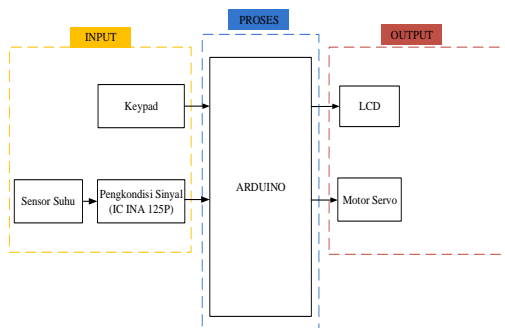 PROSES
INPUT
OUTPUT
Keypad
LCD
ARDUINO
Sensor Suhu
Pengkondisi Sinyal
(IC INA 125P)
Motor Servo